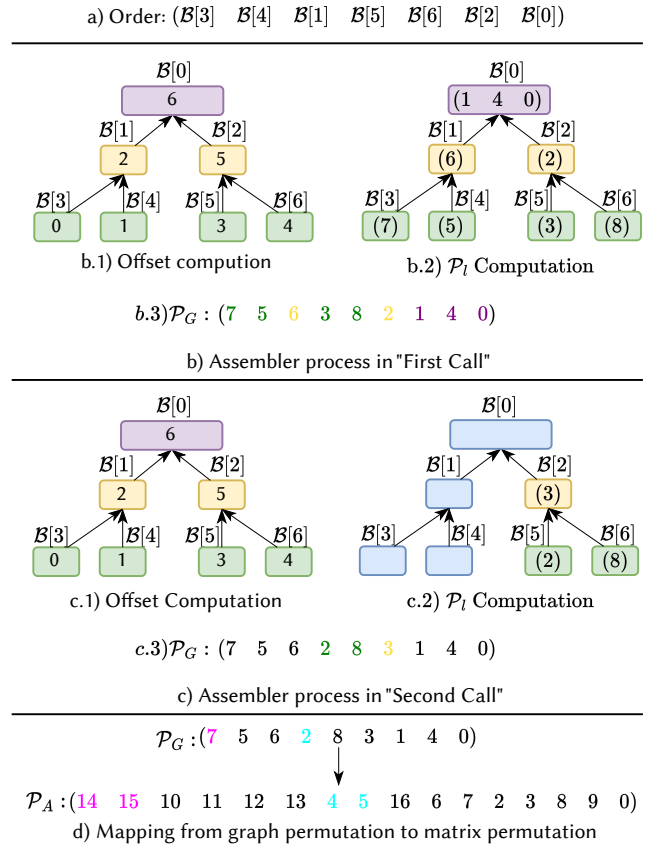 a) Order: (𝓑[3] 𝓑[4] 𝓑[1] 𝓑[5] 𝓑[6] 𝓑[2] 𝓑[0])
𝓑[0] 𝓑[0]
6 (1 4 0)
𝓑[1] 𝓑[2] 𝓑[1] 𝓑[2]
2 5 (6) (2)
𝓑[3] 𝓑[4] 𝓑[5] 𝓑[6] 𝓑[3] 𝓑[4] 𝓑[5] 𝓑[6]
0 1 3 4 (7) (5) (3) (8)
b.1) Offset compution b.2) 𝒫_l Computation
b.3)𝒫_G : (7 5 6 3 8 2 1 4 0)
b) Assembler process in "First Call"
𝓑[0] 𝓑[0]
6
𝓑[1] 𝓑[2] 𝓑[1] 𝓑[2]
2 5 (3)
𝓑[3] 𝓑[4] 𝓑[5] 𝓑[6] 𝓑[3] 𝓑[4] 𝓑[5] 𝓑[6]
0 1 3 4 (2) (8)
c.1) Offset Computation c.2) 𝒫_l Computation
c.3)𝒫_G : (7 5 6 2 8 3 1 4 0)
c) Assembler process in "Second Call"
𝒫_G :(7 5 6 2 8 3 1 4 0)
𝒫_A :(14 15 10 11 12 13 4 5 16 6 7 2 3 8 9 0)
d) Mapping from graph permutation to matrix permutation